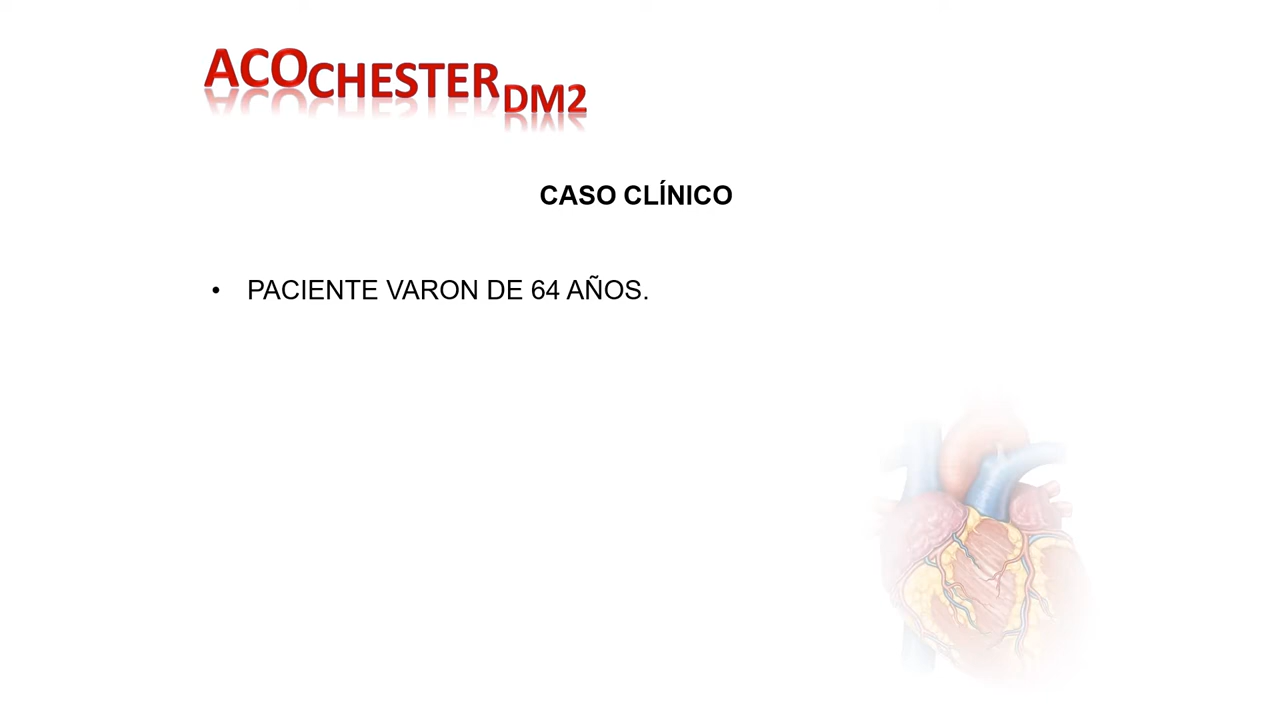 ACOCHESTERDM2
CASO CLÍNICO
• PACIENTE VARON DE 64 AÑOS.